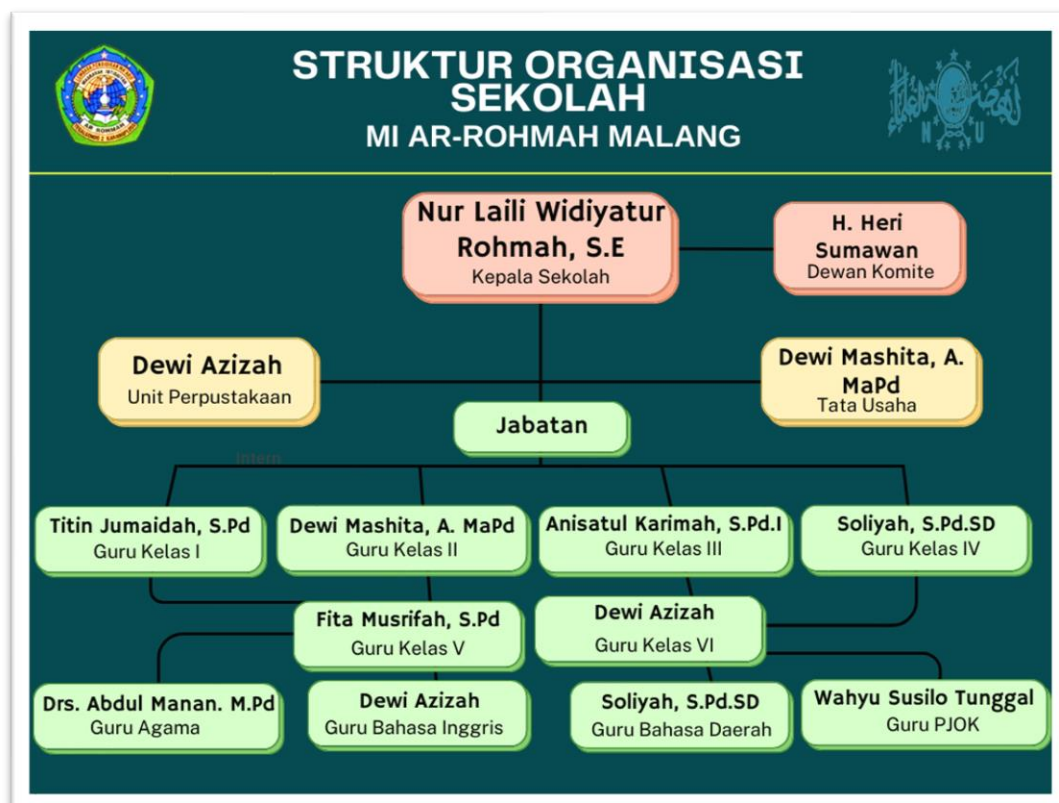 STRUKTUR ORGANISASI
SEKOLAH
MI AR-ROHMAH MALANG
AR ROHMAH
N U
Nur Laili Widiyatur
Rohmah, S.E
Kepala Sekolah
H. Heri
Sumawan
Dewan Komite
Dewi Azizah
Unit Perpustakaan
Dewi Mashita, A.
MaPd
Tata Usaha
Jabatan
Intern
Titin Jumaidah, S.Pd
Guru Kelas I
Dewi Mashita, A. MaPd
Guru Kelas II
Anisatul Karimah, S.Pd.I
Guru Kelas III
Soliyah, S.Pd.SD
Guru Kelas IV
Fita Musrifah, S.Pd
Guru Kelas V
Dewi Azizah
Guru Kelas VI
Drs. Abdul Manan. M.Pd
Guru Agama
Dewi Azizah
Guru Bahasa Inggris
Soliyah, S.Pd.SD
Guru Bahasa Daerah
Wahyu Susilo Tunggal
Guru PJOK